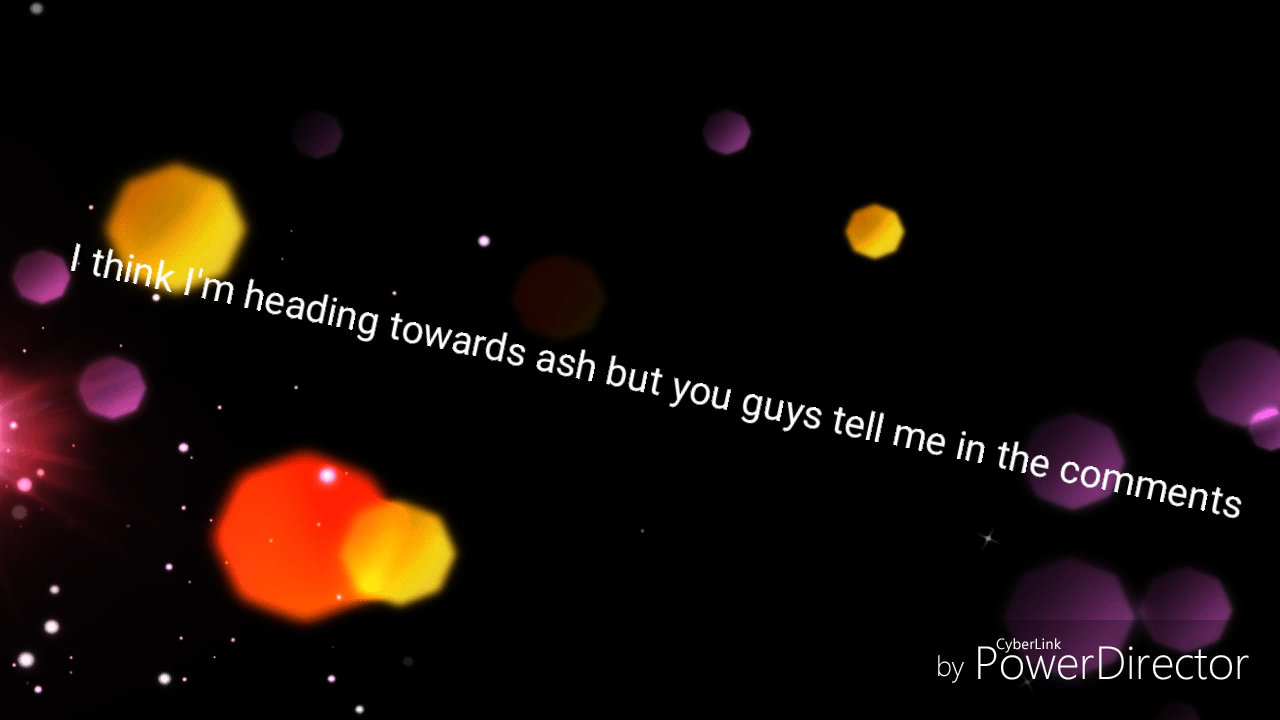 I think I'm heading towards ash but you guys tell me in the comments
CyberLink
by PowerDirector